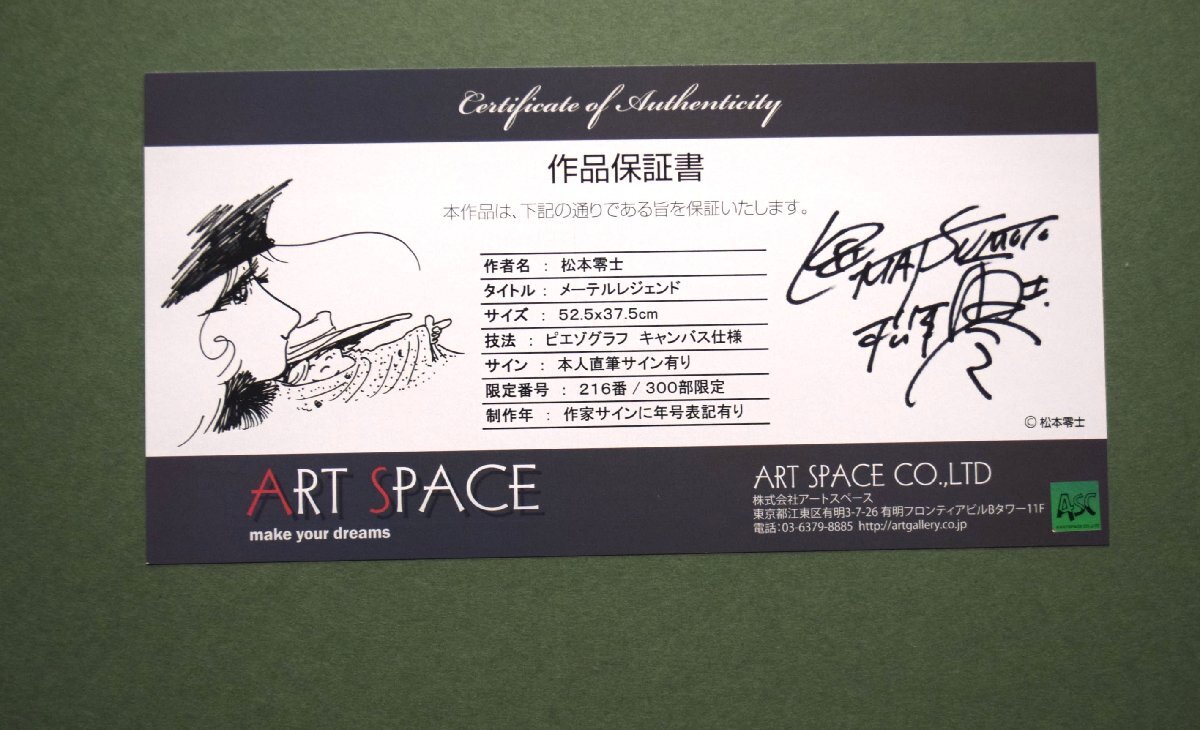 Certificate of Authenticity
作品保証書
本作品は、下記の通りである旨を保証いたします。
作者名 : 松本零士
タイトル : メーテルレジェンド
サイズ : 52.5x37.5cm
技法 : ピエゾグラフ キャンバス仕様
サイン : 本人直筆サイン有り
限定番号 : 216番 / 300部限定
制作年 : 作家サインに年号表記有り
MATSUMOTO
© 松本零士
ART SPACE
make your dreams
ART SPACE CO.,LTD
株式会社アートスペース
東京都江東区有明3-7-26 有明フロンティアビルBタワー11F
電話:03-6379-8885 http://artgallery.co.jp
ASC